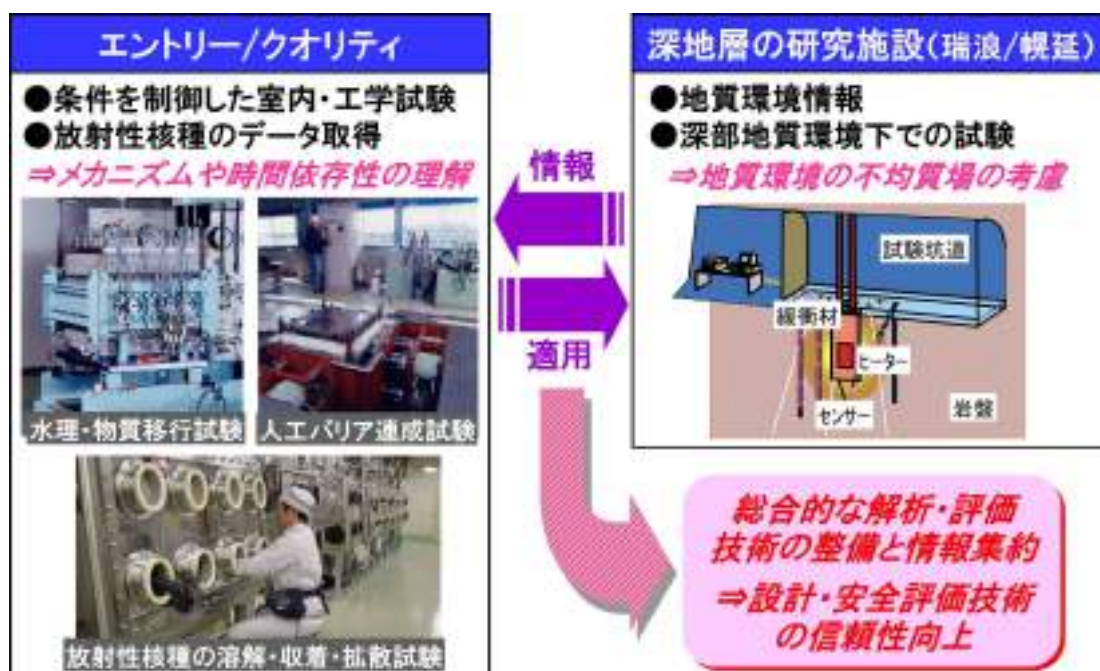 エントリー/クオリティ
●条件を制御した室内・工学試験
●放射性核種のデータ取得
⇒メカニズムや時間依存性の理解
水理・物質移行試験
人工バリア連成試験
放射性核種の溶解・収着・拡散試験
情報
適用
深地層の研究施設(瑞浪/幌延)
●地質環境情報
●深部地質環境下での試験
⇒地質環境の不均質場の考慮
試験坑道
緩衝材
ヒーター
センサー
岩盤
総合的な解析・評価
技術の整備と情報集約
⇒設計・安全評価技術
の信頼性向上